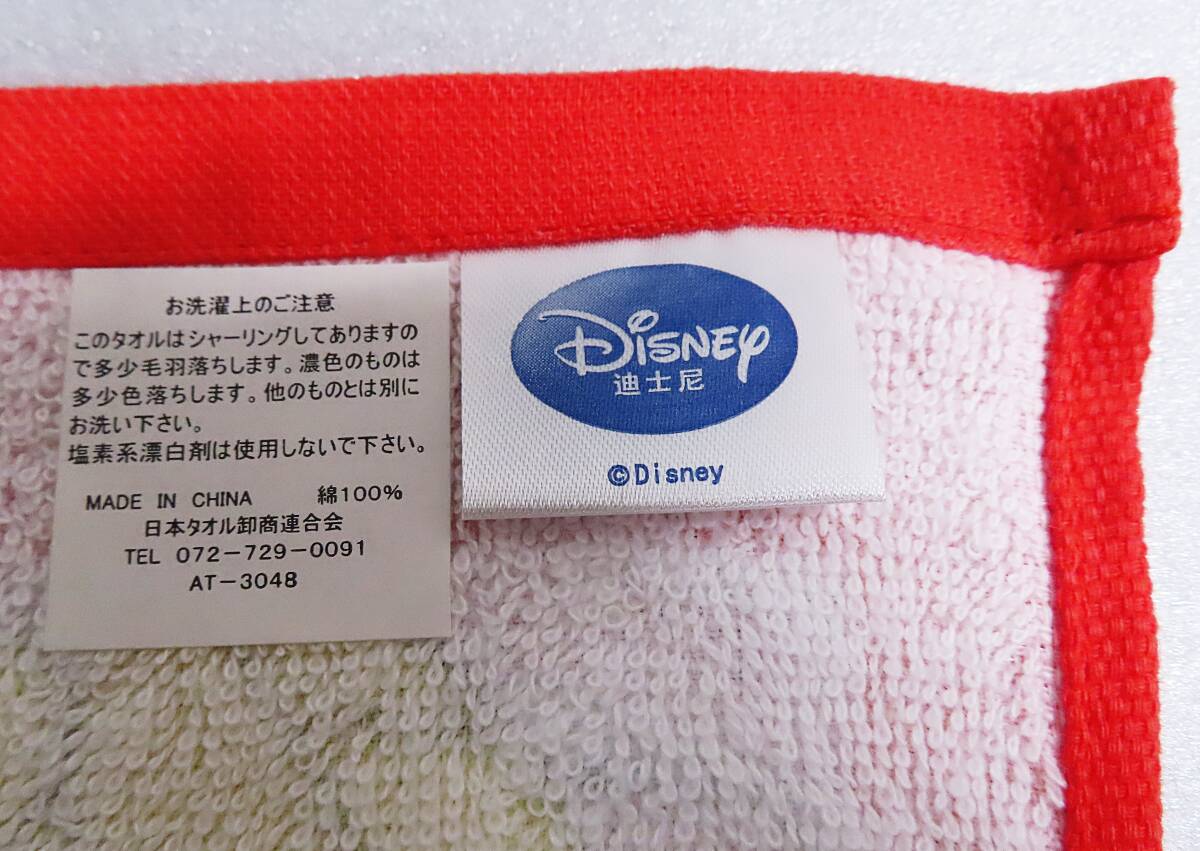 お洗濯上のご注意
このタオルはシャーリングしてありますの
で多少毛羽落ちします。濃色のものは
多少色落ちします。他のものとは別に
お洗い下さい。
塩素系漂白剤は使用しないで下さい。
MADE IN CHINA 綿100%
日本タオル卸商連合会
TEL 072-729-0091
AT-3048
Disney
迪士尼
©Disney